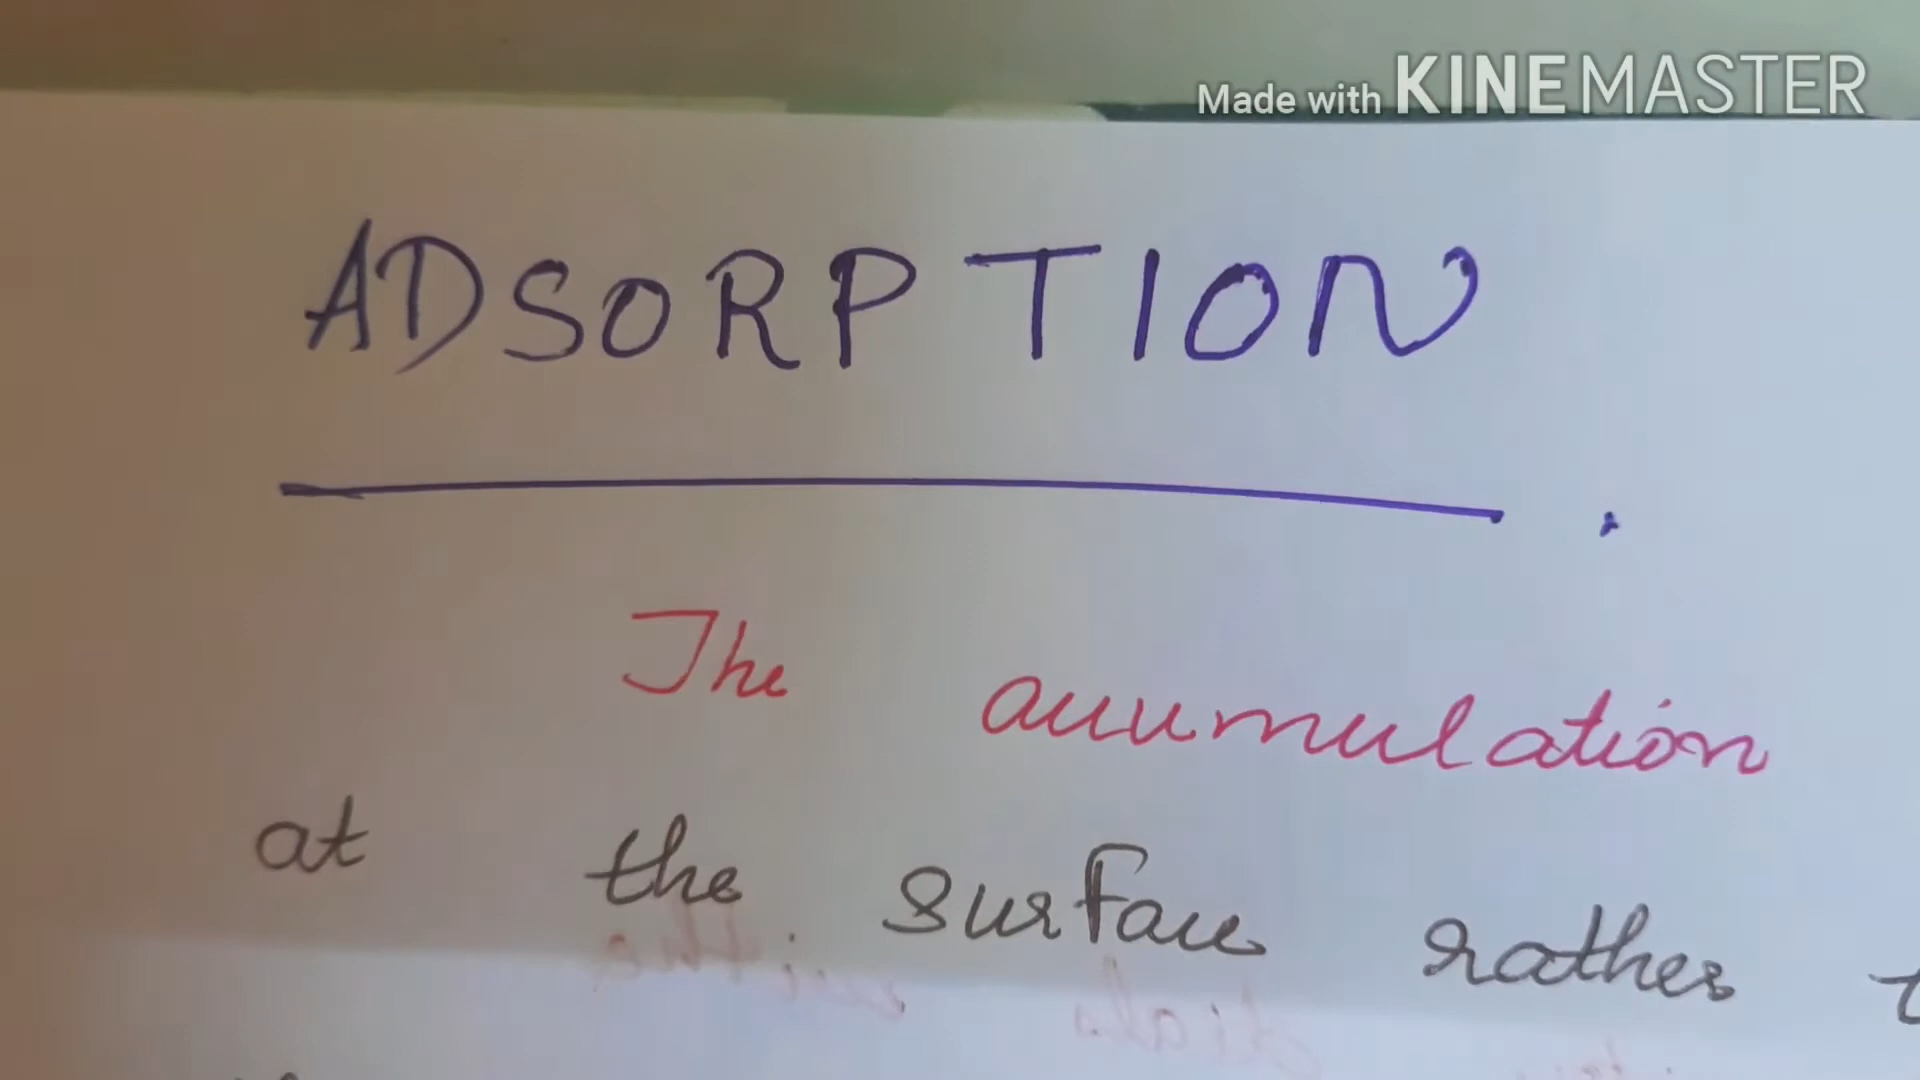 Made with KINEMASTER
ADSORPTION
The accumulation
at the surface rather